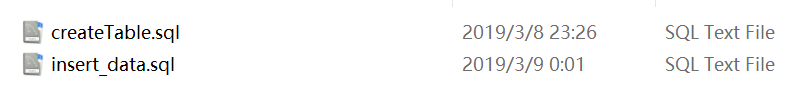 createTable.sql 2019/3/8 23:26 SQL Text File
insert_data.sql 2019/3/9 0:01 SQL Text File